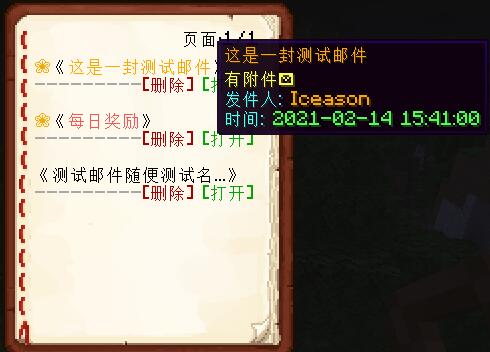 页面:1/1
❀《这是一封测试邮件》
----------[删除] [打
❀《每日奖励》
----------[删除] [打开]
《测试邮件随便测试名...》
----------[删除] [打开]
这是一封测试邮件
有附件✉
发件人: Iceason
时间: 2021-02-14 15:41:00